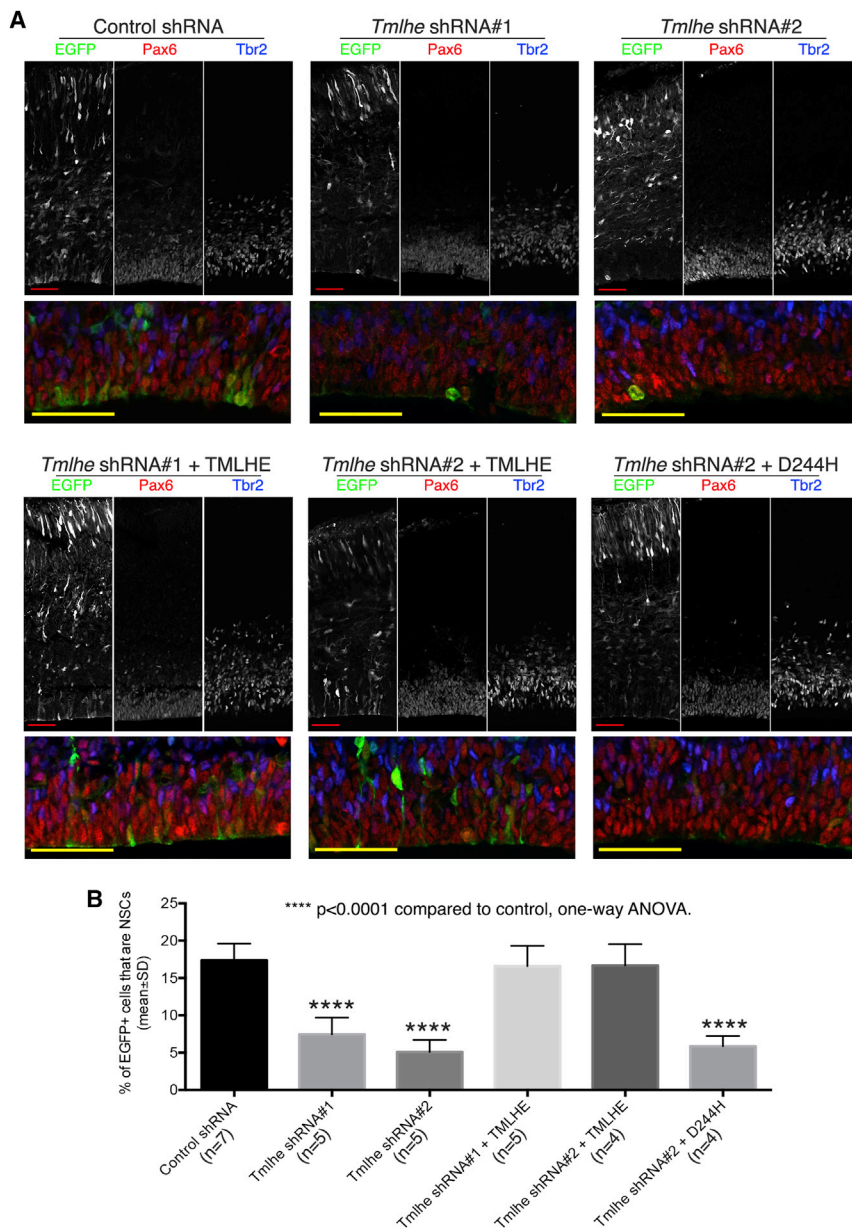 A
Control shRNA
EGFP Pax6 Tbr2
Tmlhe shRNA#1
EGFP Pax6 Tbr2
Tmlhe shRNA#2
EGFP Pax6 Tbr2
Tmlhe shRNA#1 + TMLHE
EGFP Pax6 Tbr2
Tmlhe shRNA#2 + TMLHE
EGFP Pax6 Tbr2
Tmlhe shRNA#2 + D244H
EGFP Pax6 Tbr2
B
**** p<0.0001 compared to control, one-way ANOVA.
% of EGFP+ cells that are NSCs
(mean±SD)
25
20
15
10
5
0
****
****
****
Control shRNA
(n=7)
Tmlhe shRNA#1
(n=5)
Tmlhe shRNA#2
(n=5)
Tmlhe shRNA#1 + TMLHE
(n=5)
Tmlhe shRNA#2 + TMLHE
(n=4)
Tmlhe shRNA#2 + D244H
(n=4)